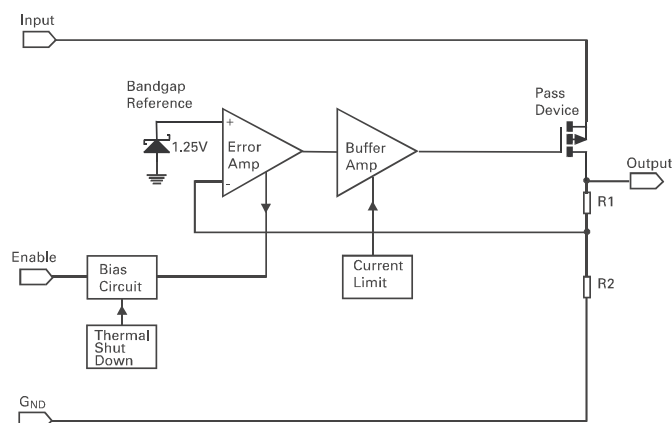 Input
Bandgap
Reference
Pass
Device
+
1.25V
Error
Amp
Buffer
Amp
Output
-
R1
Enable
Bias
Circuit
Current
Limit
R2
Thermal
Shut
Down
GND